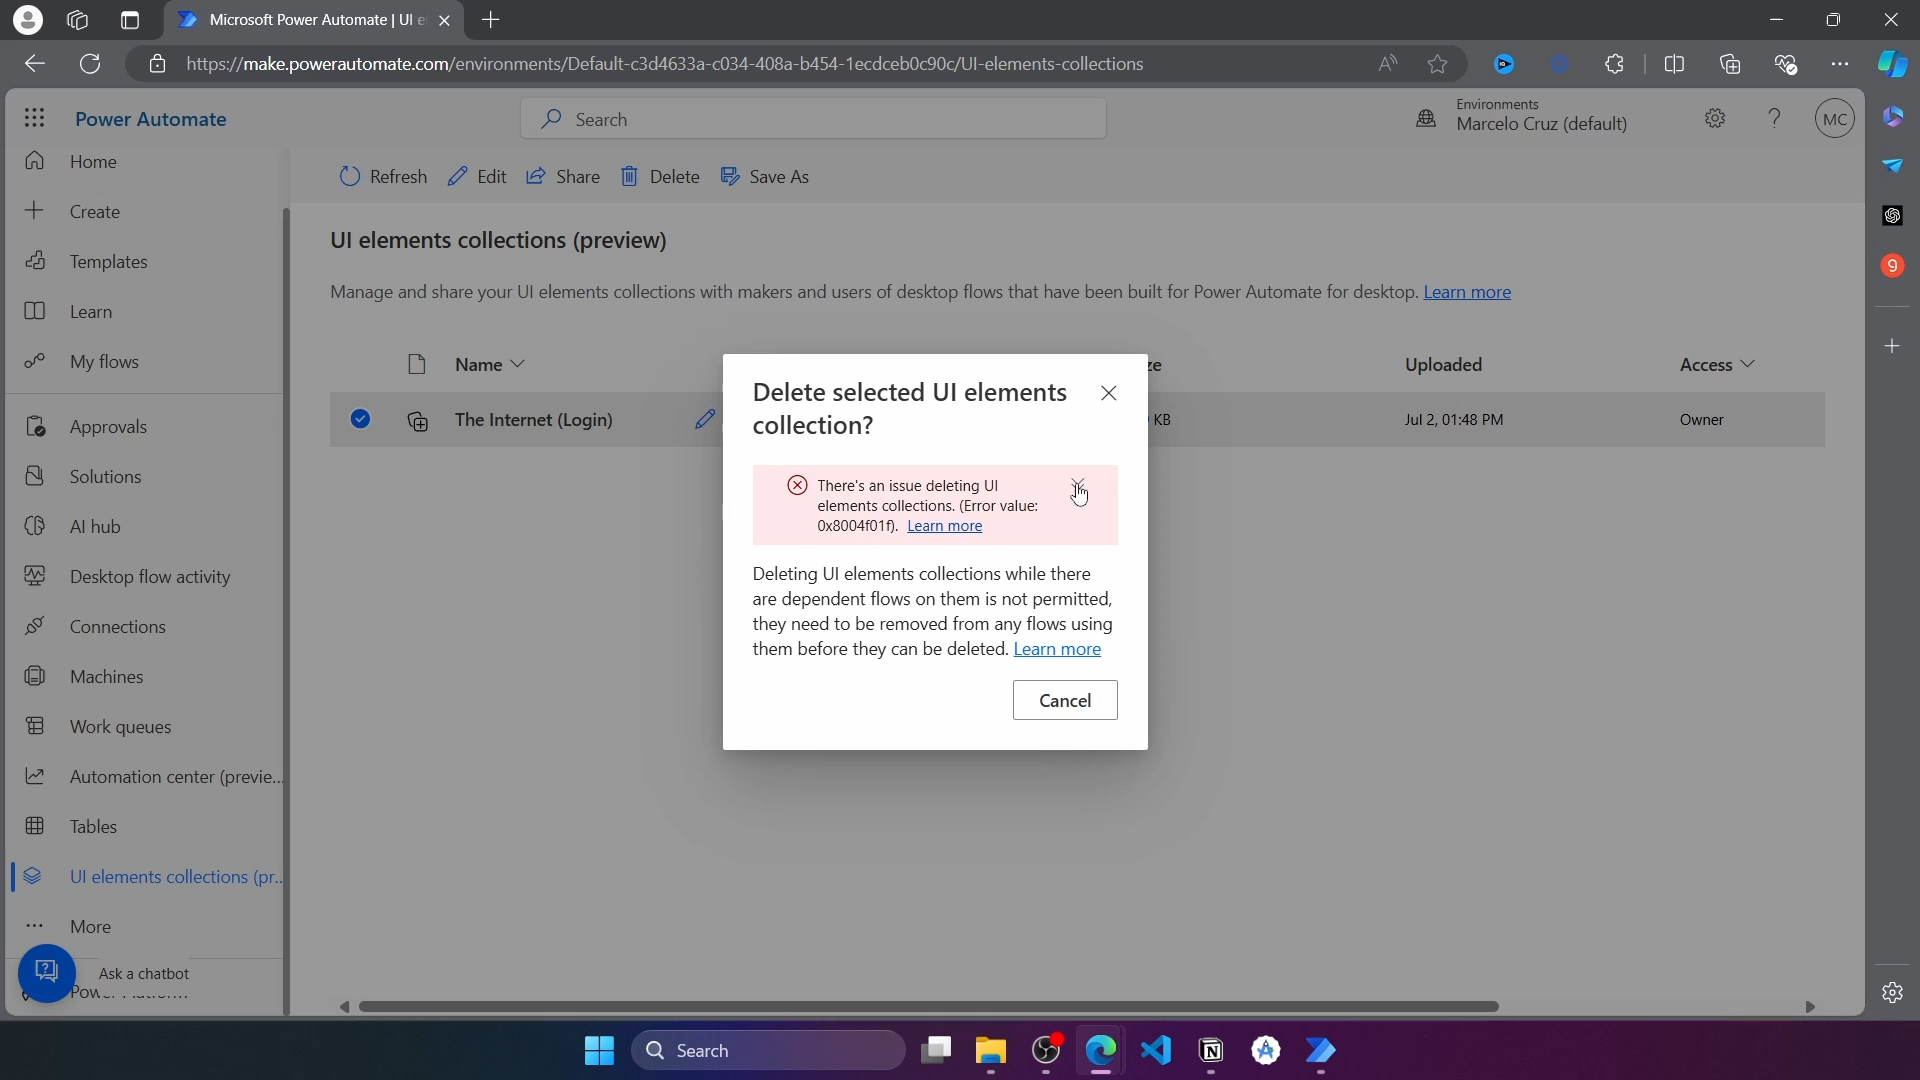 Microsoft Power Automate | UI e
https://make.powerautomate.com/environments/Default-c3d4633a-c034-408a-b454-1ecdceb0c90c/UI-elements-collections
Power Automate
Search
Environments
Marcelo Cruz (default)
MC
9
Home
Create
Templates
Learn
My flows
Approvals
Solutions
AI hub
Desktop flow activity
Connections
Machines
Work queues
Automation center (previe...
Tables
UI elements collections (pr...
More
Ask a chatbot
Refresh
Edit
Share
Delete
Save As
UI elements collections (preview)
Manage and share your UI elements collections with makers and users of desktop flows that have been built for Power Automate for desktop. Learn more
Name
ze
Uploaded
Access
The Internet (Login)
KB
Jul 2, 01:48 PM
Owner
Delete selected UI elements
collection?
There's an issue deleting UI
elements collections. (Error value:
0x8004f01f). Learn more
Deleting UI elements collections while there
are dependent flows on them is not permitted,
they need to be removed from any flows using
them before they can be deleted. Learn more
Cancel
Search